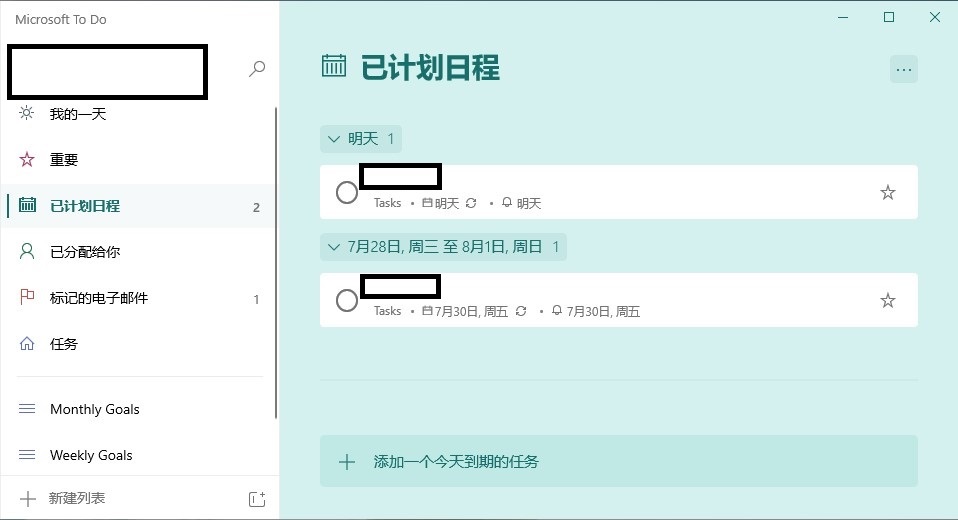 Microsoft To Do
我的一天
重要
已计划日程 2
已分配给你
标记的电子邮件 1
任务
Monthly Goals
Weekly Goals
新建列表
已计划日程
明天 1
Tasks • 明天 • 明天
7月28日, 周三 至 8月1日, 周日 1
Tasks • 7月30日, 周五 • 7月30日, 周五
添加一个今天到期的任务